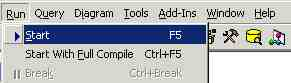 Run Query Diagram Tools Add-Ins Window Help
Start F5
Start With Full Compile Ctrl+F5
Break Ctrl+Break